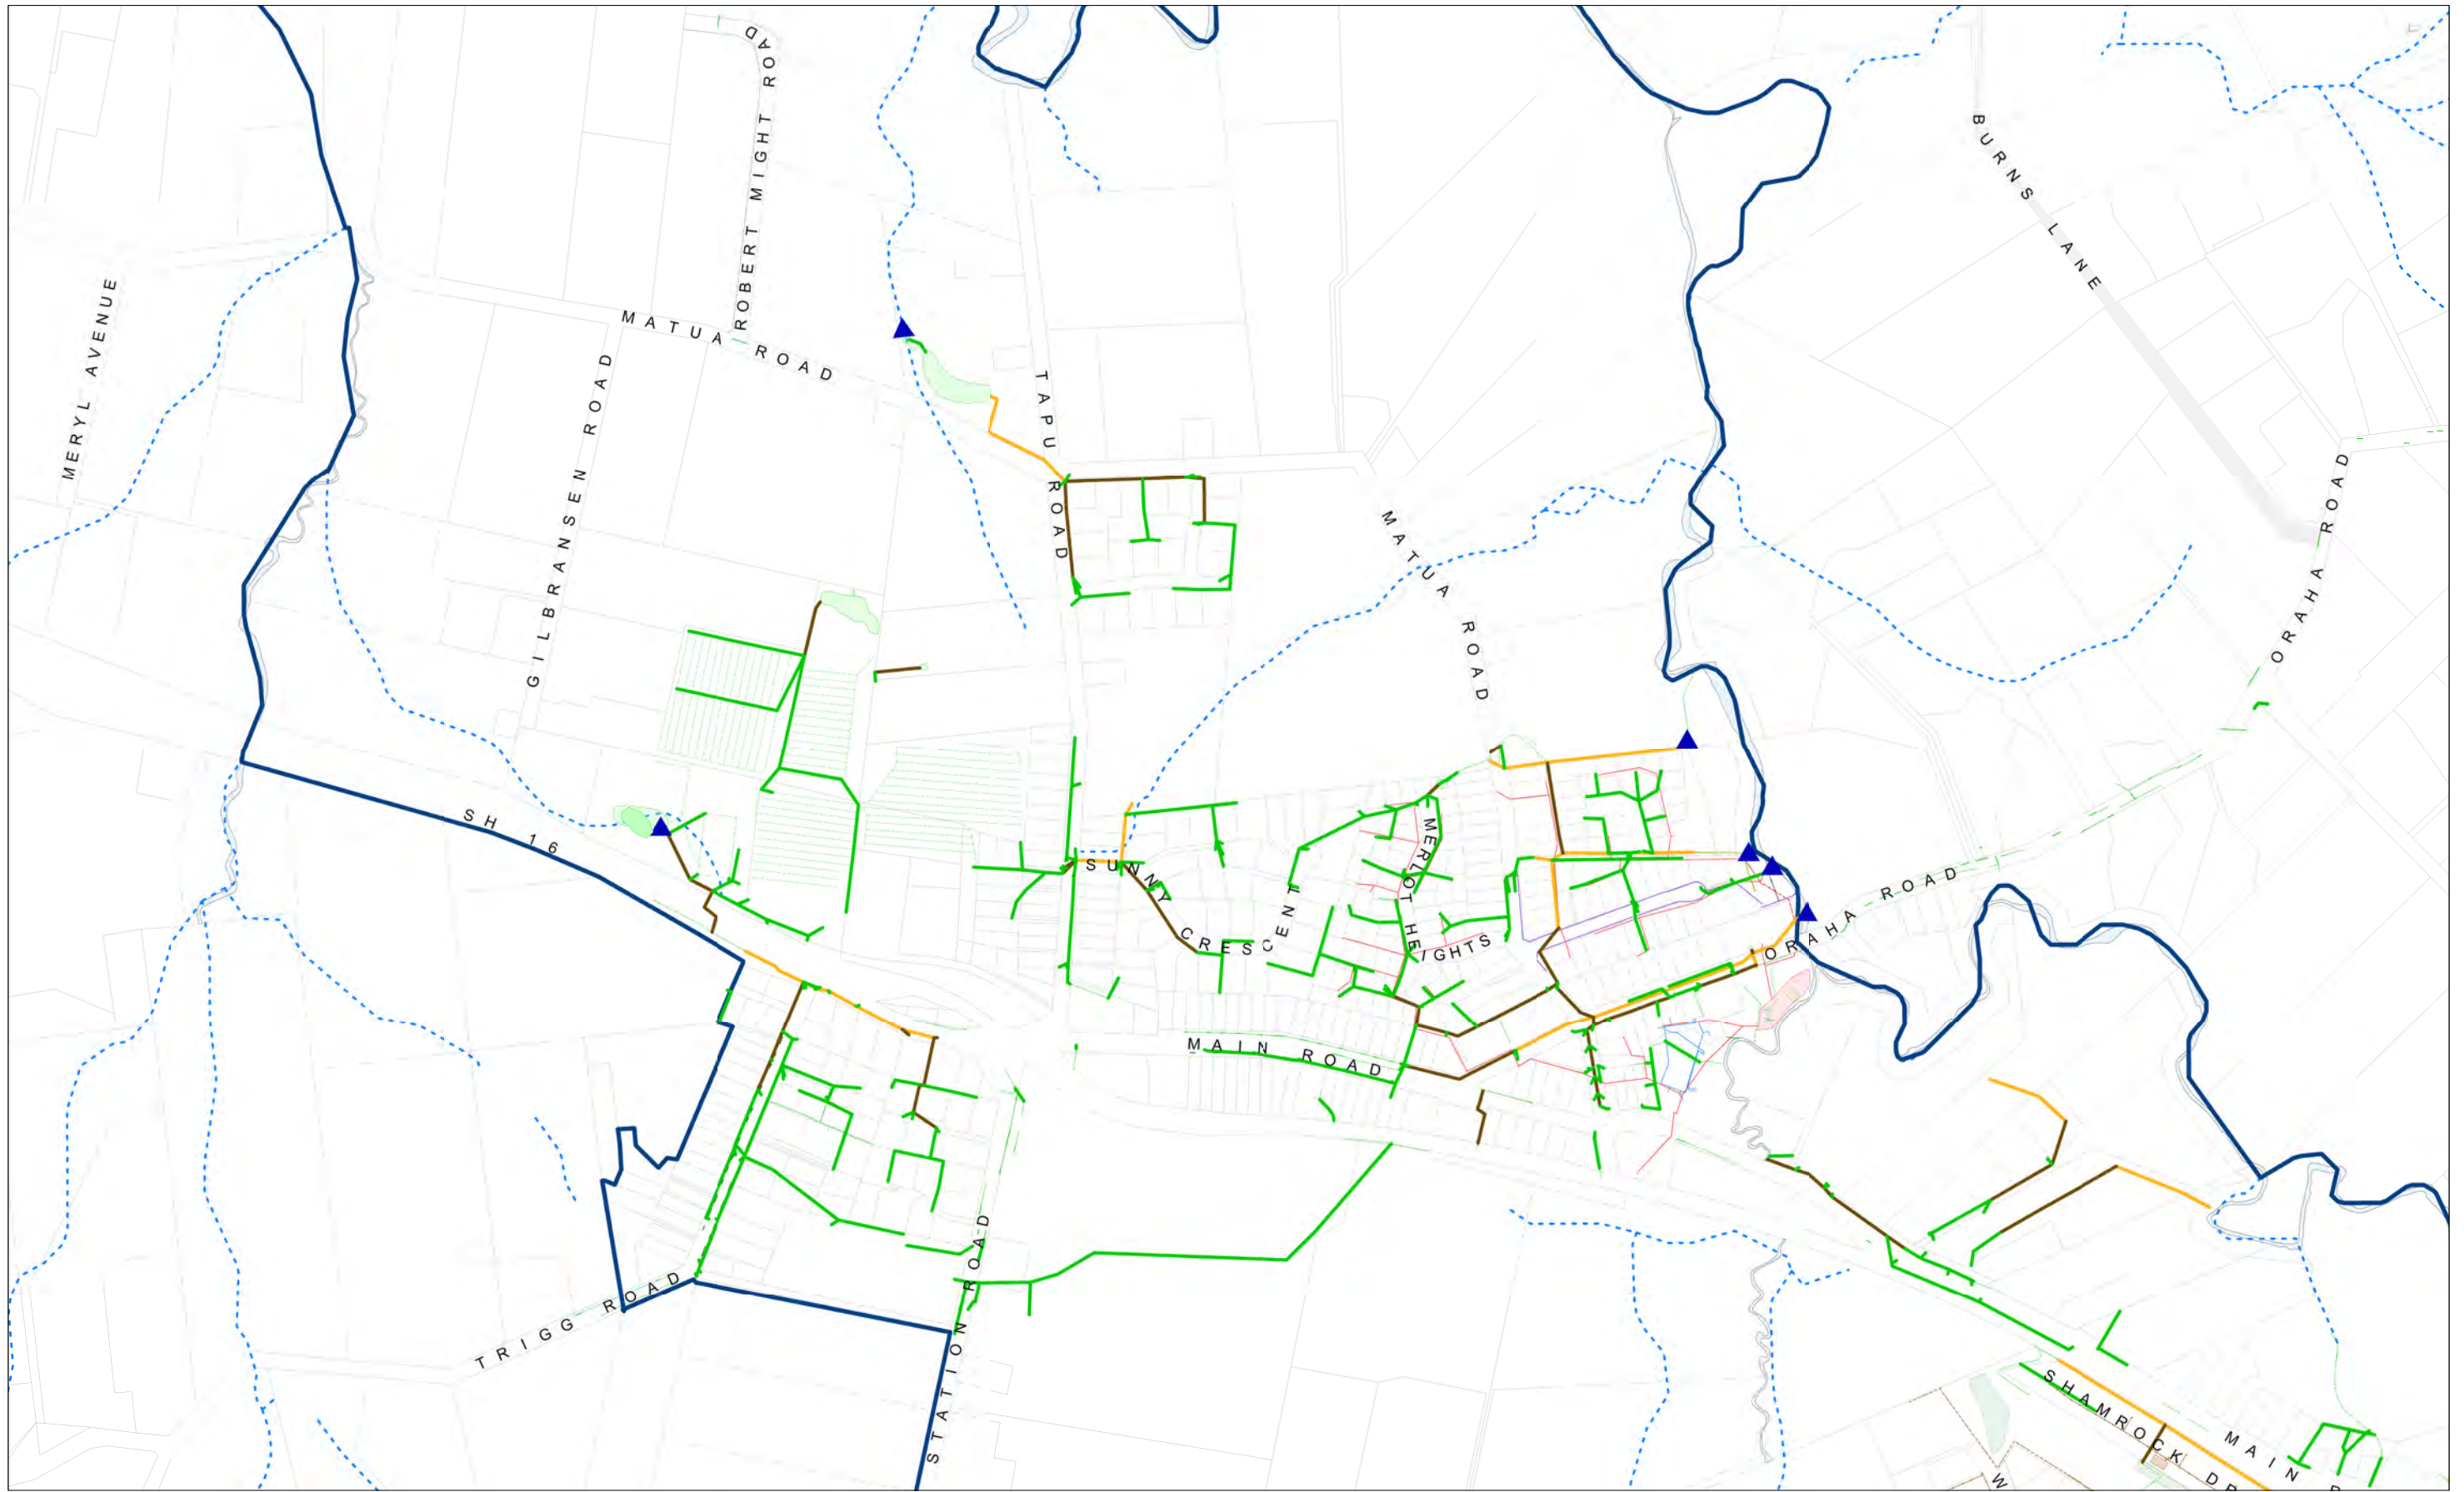 ROBERT MIGHT ROAD
BURNS LANE
MERYL AVENUE
MATUA ROAD
GILBRANSEN ROAD
TAPU ROAD
MATUA ROAD
ORAHA ROAD
SH 16
SUNNY CRESCENT
MERLOT HEIGHTS
ORAHA ROAD
MAIN ROAD
TRIGG ROAD
STATION ROAD
SHAMROCK DR
MAIN R
W